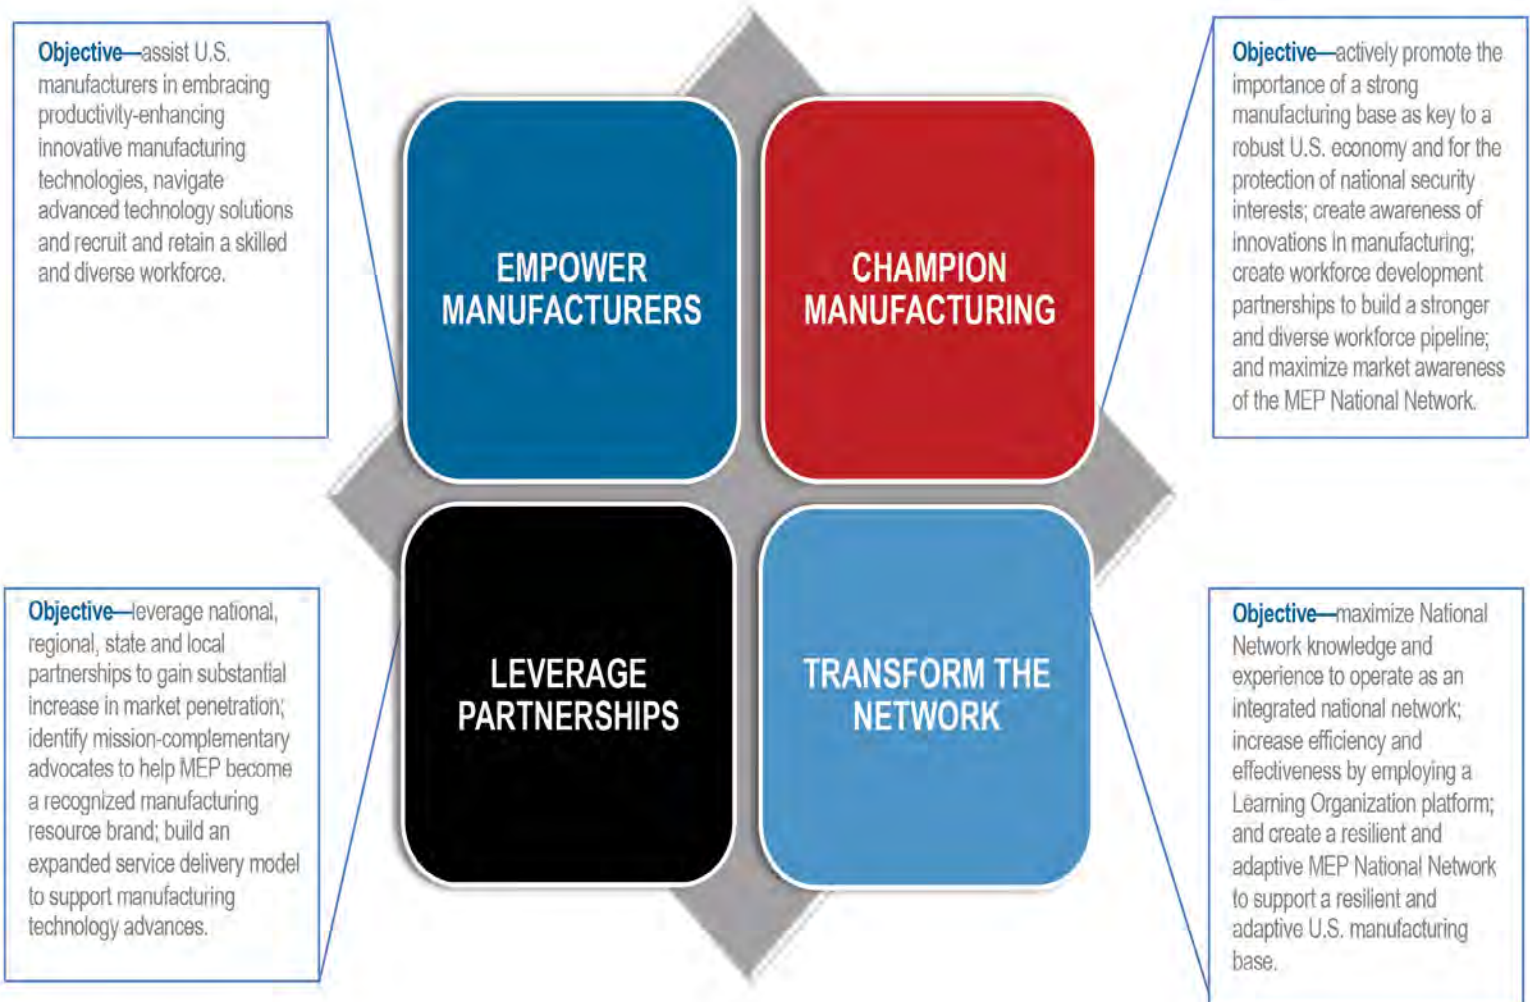 Objective—assist U.S.
manufacturers in embracing
productivity-enhancing
innovative manufacturing
technologies, navigate
advanced technology solutions
and recruit and retain a skilled
and diverse workforce.
EMPOWER
MANUFACTURERS
CHAMPION
MANUFACTURING
Objective—actively promote the
importance of a strong
manufacturing base as key to a
robust U.S. economy and for the
protection of national security
interests; create awareness of
innovations in manufacturing;
create workforce development
partnerships to build a stronger
and diverse workforce pipeline;
and maximize market awareness
of the MEP National Network.
Objective—leverage national,
regional, state and local
partnerships to gain substantial
increase in market penetration;
identify mission-complementary
advocates to help MEP become
a recognized manufacturing
resource brand; build an
expanded service delivery model
to support manufacturing
technology advances.
LEVERAGE
PARTNERSHIPS
TRANSFORM THE
NETWORK
Objective—maximize National
Network knowledge and
experience to operate as an
integrated national network;
increase efficiency and
effectiveness by employing a
Learning Organization platform;
and create a resilient and
adaptive MEP National Network
to support a resilient and
adaptive U.S. manufacturing
base.